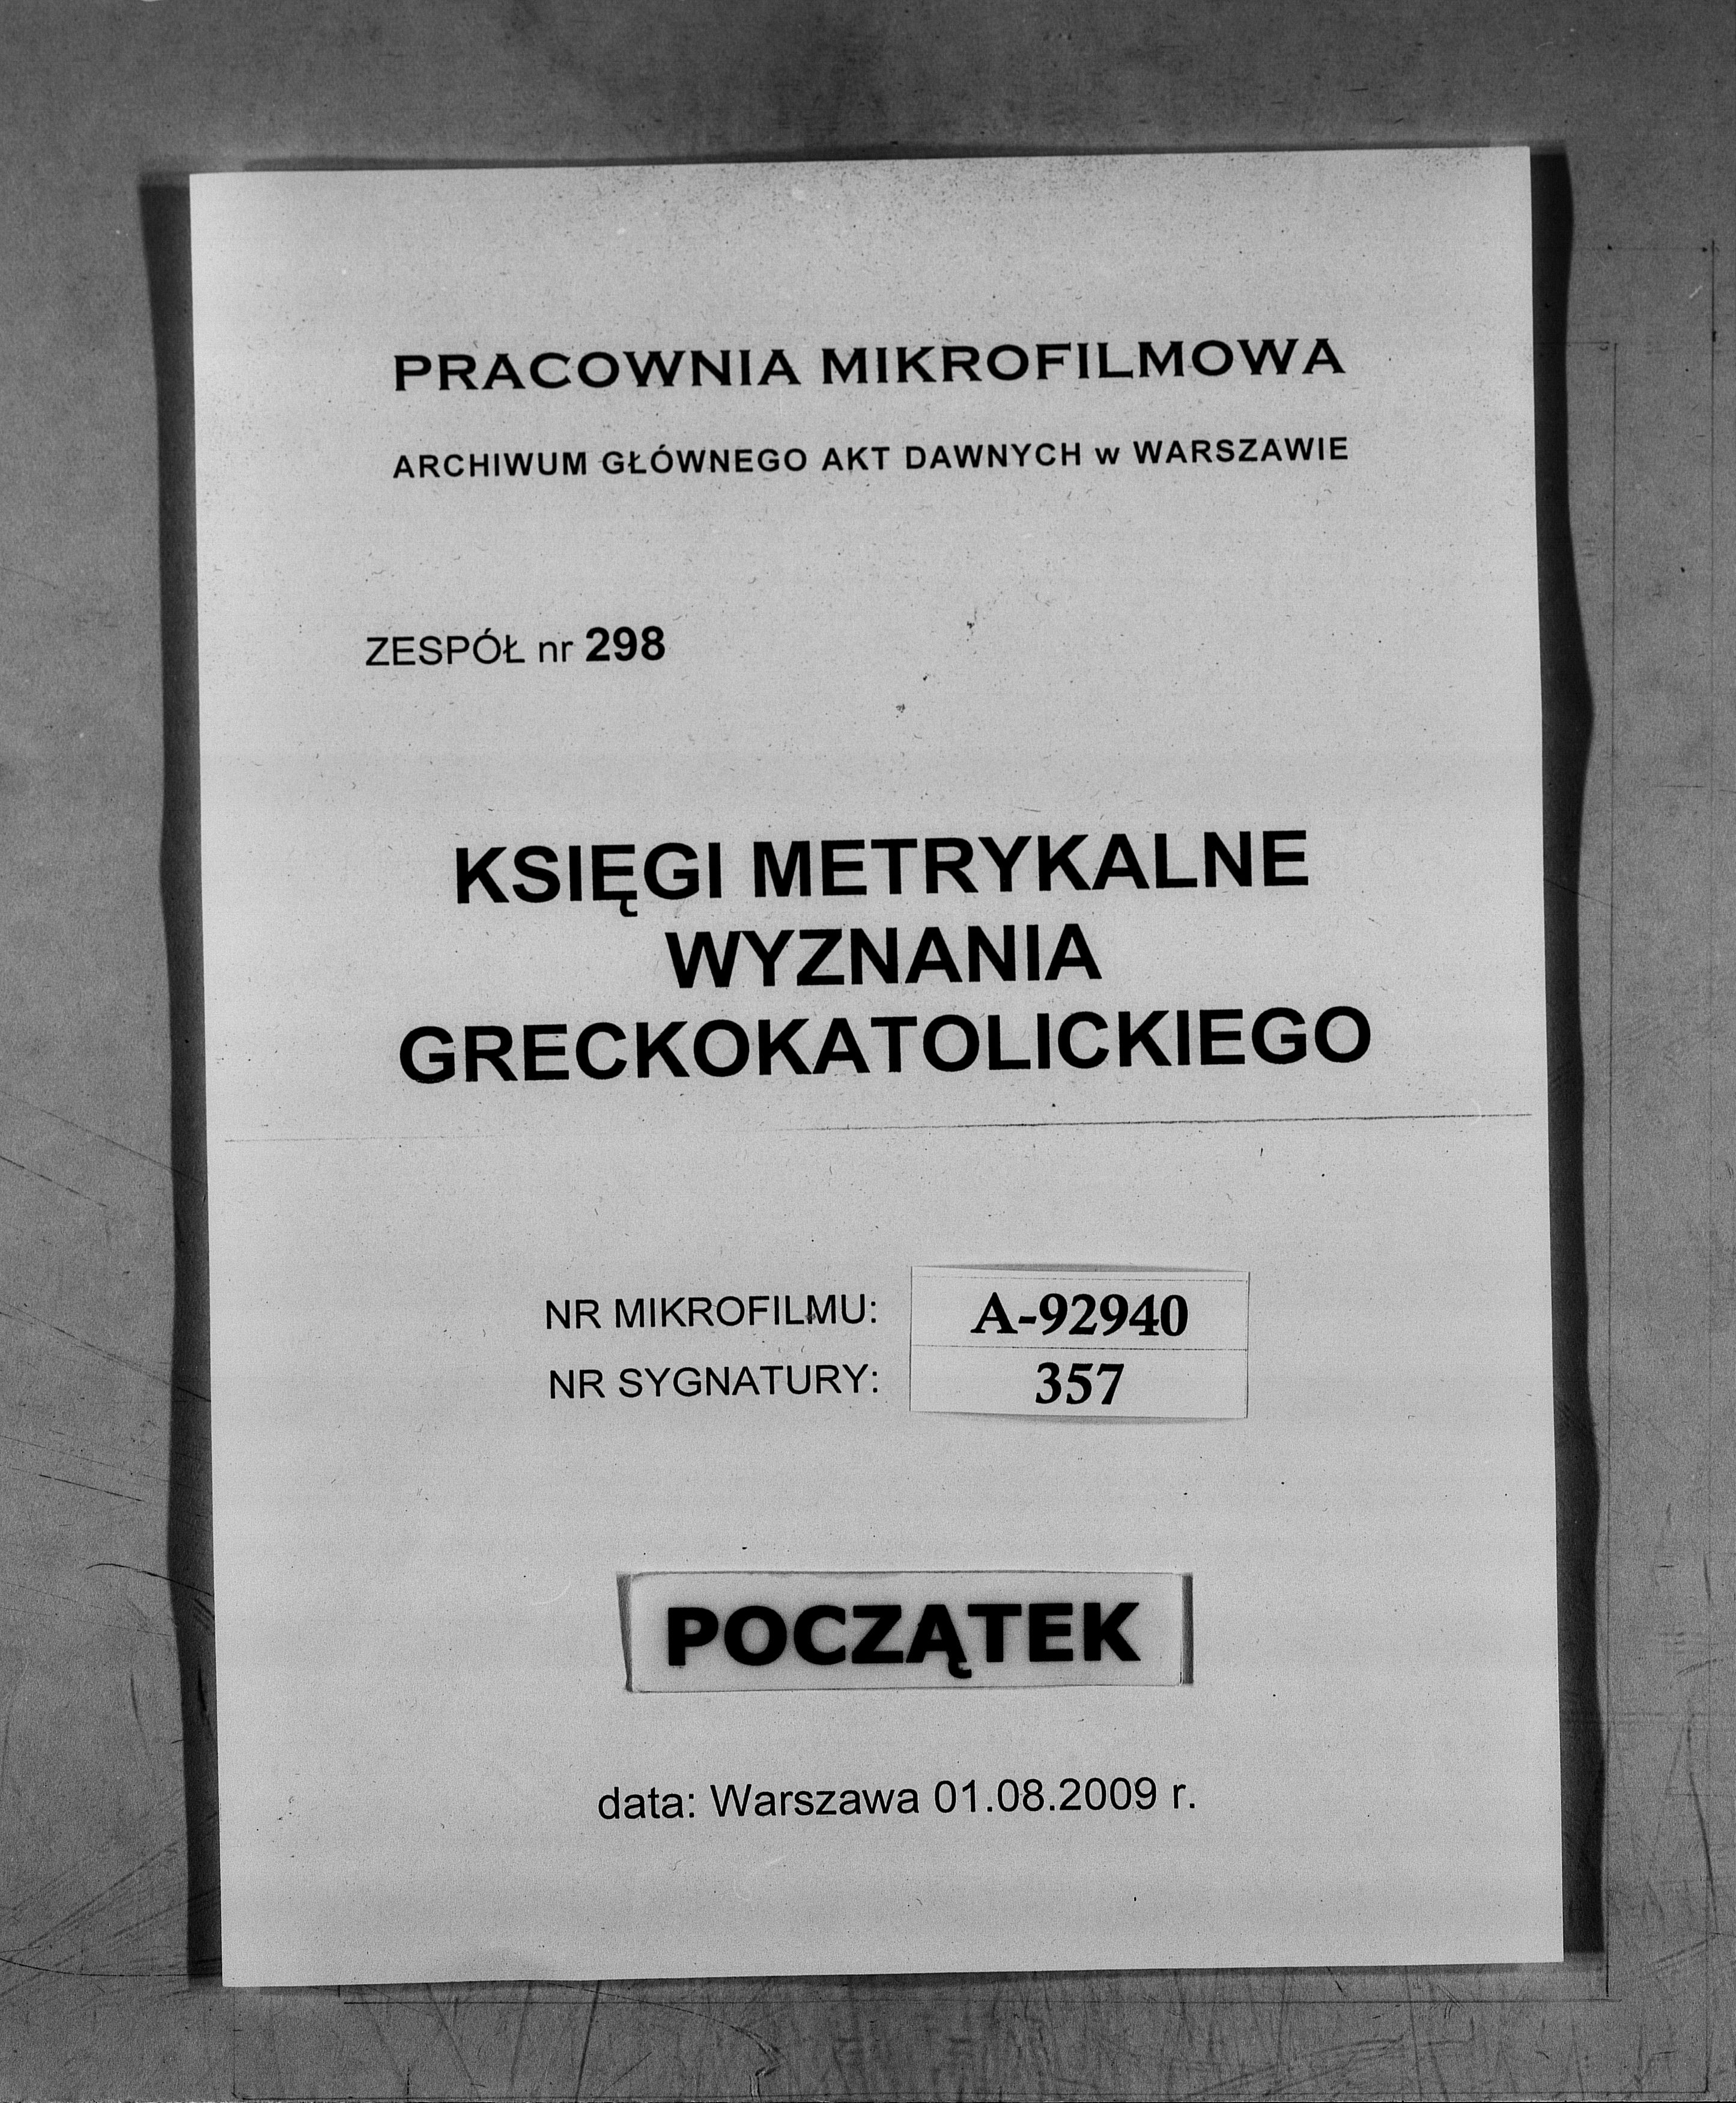 PRACOWNIA MIKROFILMOWA
ARCHIWUM GŁÓWNEGO AKT DAWNYCH w WARSZAWIE
ZESPÓŁ nr 298
KSIĘGI METRYKALNE
WYZNANIA
GRECKOKATOLICKIEGO
NR MIKROFILMU: A-92940
NR SYGNATURY: 357
POCZĄTEK
data: Warszawa 01.08.2009 r.